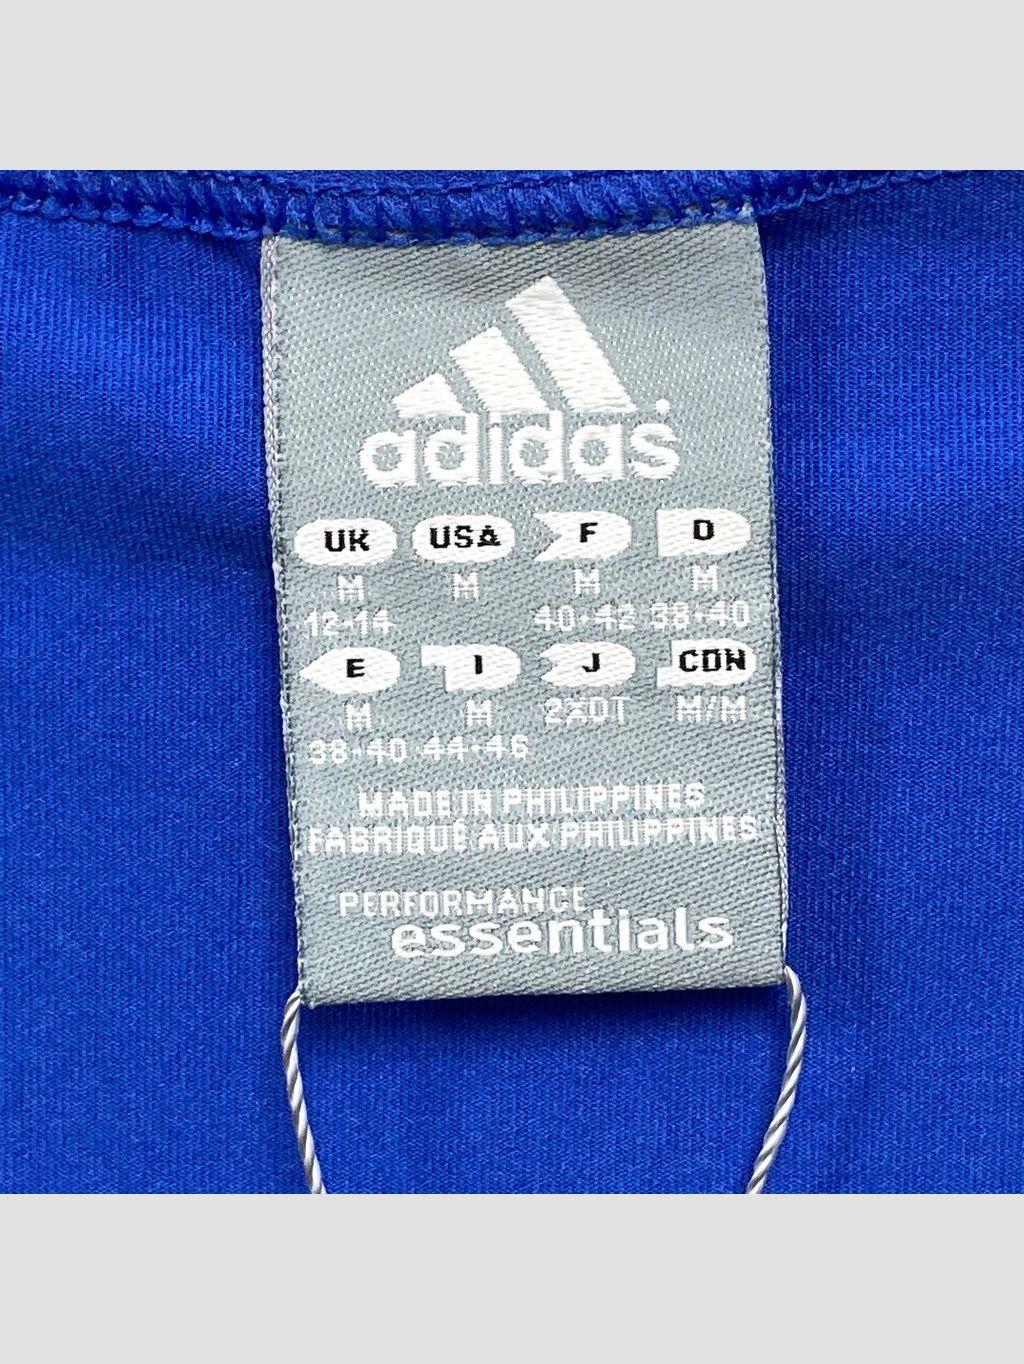 adidas
UK USA F D
M M M M
12-14 40-42 38-40
E I J CDN
M M 2XOT M/M
38-40 44-46
MADE IN PHILIPPINES
FABRIQUÉ AUX PHILIPPINES
PERFORMANCE
essentials